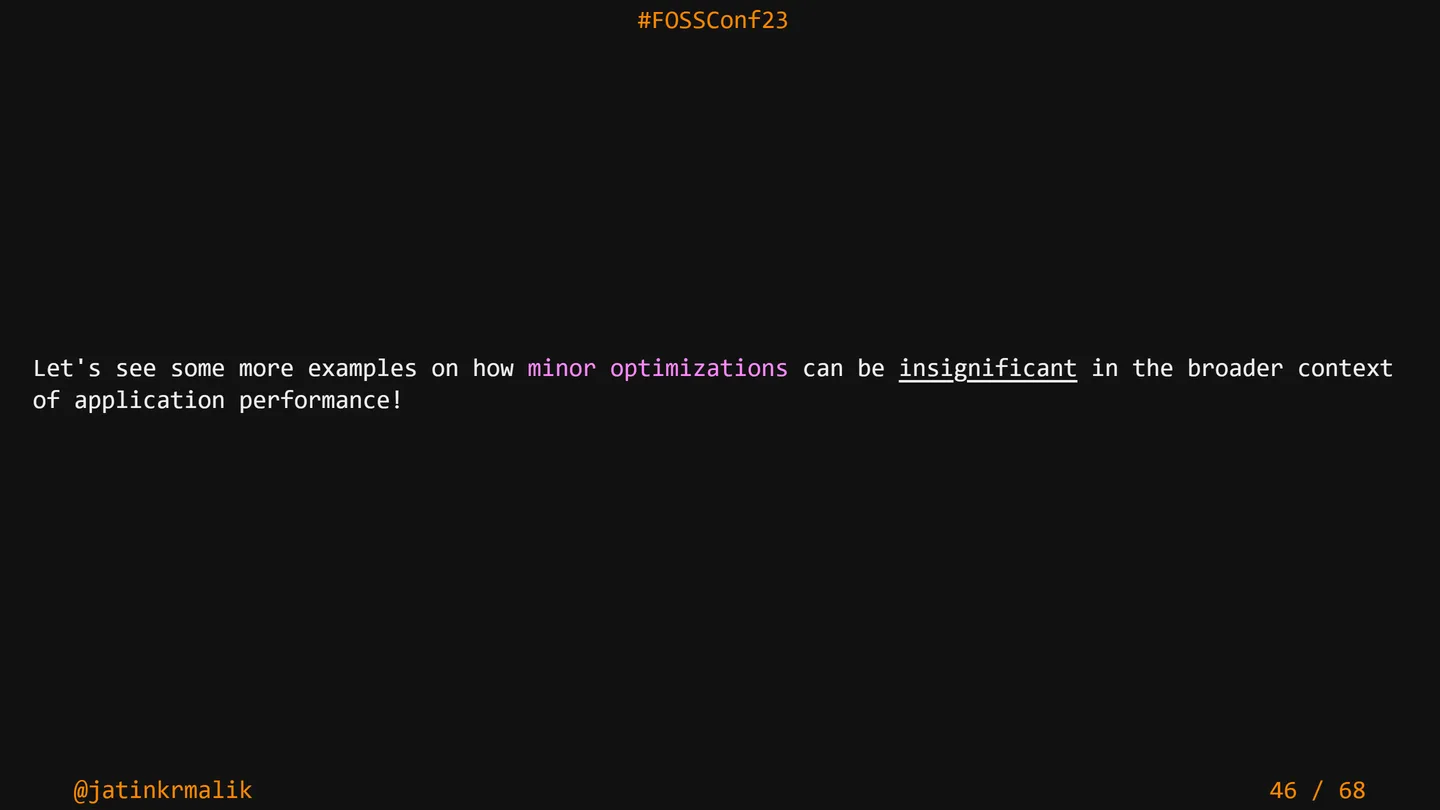 #FOSSConf23
Let's see some more examples on how minor optimizations can be insignificant in the broader context
of application performance!
@jatinkrmalik
46 / 68